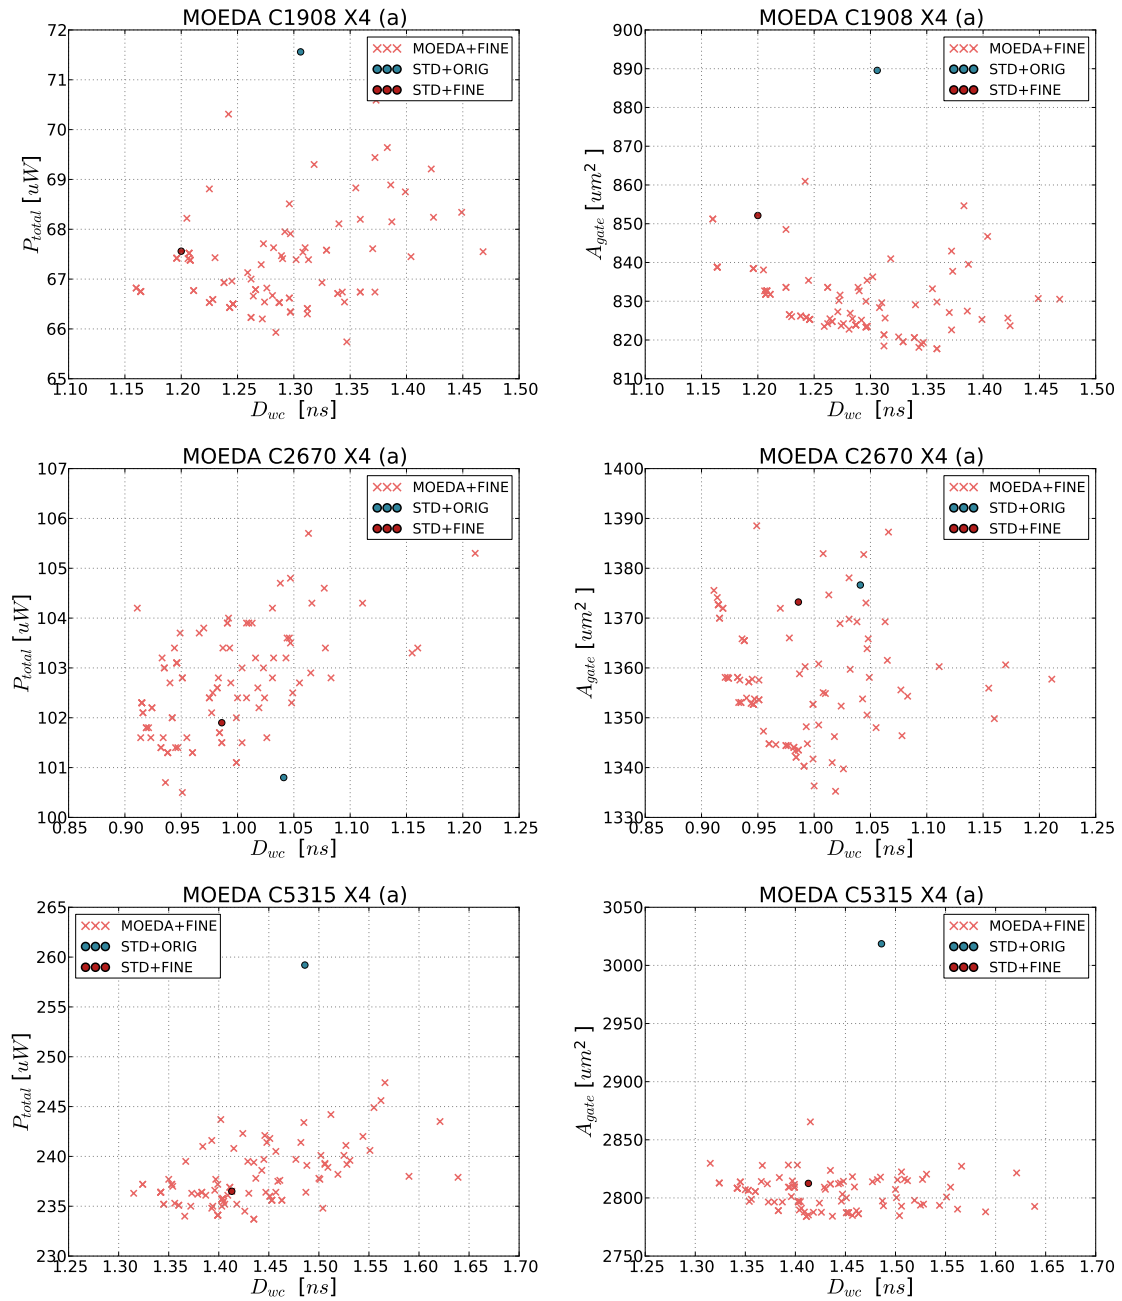 MOEDA C1908 X4 (a)
72
71
70
69
68
67
66
65
1.10 1.20 1.25 1.30 1.35 1.40 1.45 1.50
P_total [uW]
D_wc [ns]
MOEDA+FINE
STD+ORIG
STD+FINE
MOEDA C1908 X4 (a)
900
890
880
870
860
850
840
830
820
810
1.10 1.20 1.25 1.30 1.35 1.40 1.45 1.50
A_gate [um²]
D_wc [ns]
MOEDA+FINE
STD+ORIG
STD+FINE
MOEDA C2670 X4 (a)
107
106
105
104
103
102
101
100
0.85 0.90 0.95 1.00 1.05 1.10 1.15 1.20 1.25
P_total [uW]
D_wc [ns]
MOEDA+FINE
STD+ORIG
STD+FINE
MOEDA C2670 X4 (a)
1400
1390
1380
1370
1360
1350
1340
1330
0.85 0.90 0.95 1.00 1.05 1.10 1.15 1.20 1.25
A_gate [um²]
D_wc [ns]
MOEDA+FINE
STD+ORIG
STD+FINE
MOEDA C5315 X4 (a)
265
260
255
250
245
240
235
230
1.25 1.30 1.35 1.40 1.45 1.50 1.55 1.60 1.65 1.70
P_total [uW]
D_wc [ns]
MOEDA+FINE
STD+ORIG
STD+FINE
MOEDA C5315 X4 (a)
3050
3000
2950
2900
2850
2800
2750
1.25 1.30 1.35 1.40 1.45 1.50 1.55 1.60 1.65 1.70
A_gate [um²]
D_wc [ns]
MOEDA+FINE
STD+ORIG
STD+FINE